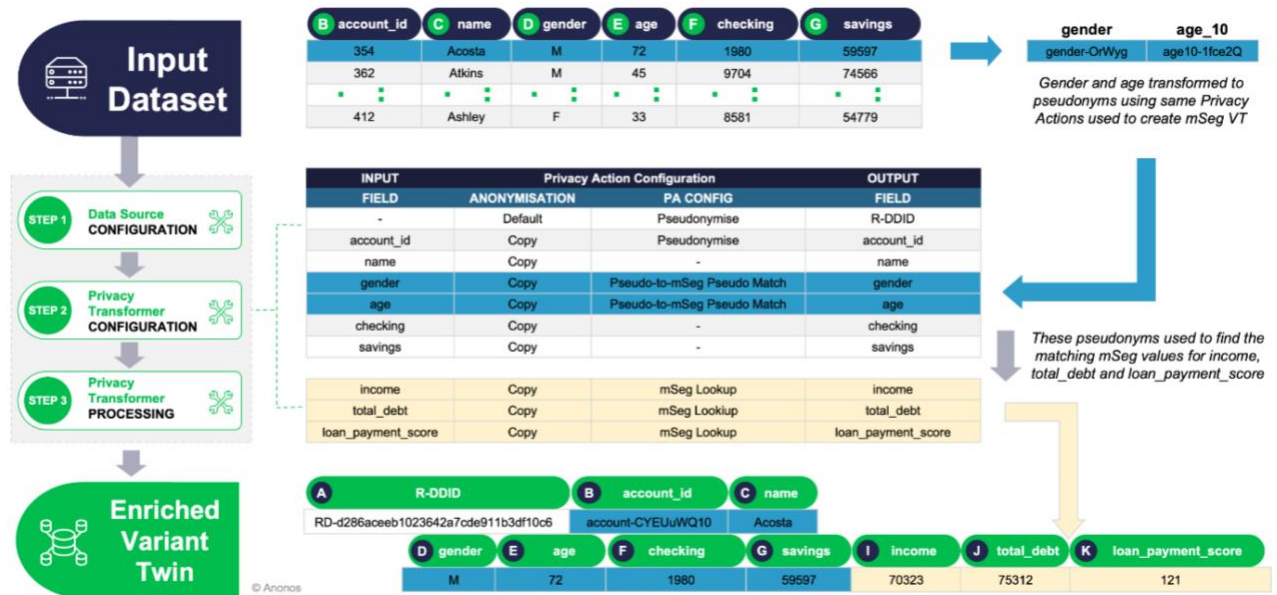 Input
Dataset
B account_id C name D gender E age F checking G savings
354 Acosta M 72 1980 59597
362 Atkins M 45 9704 74566
412 Ashley F 33 8581 54779
gender age_10
gender-OrWyg age10-1fce2Q
Gender and age transformed to
pseudonyms using same Privacy
Actions used to create mSeg VT
STEP 1 Data Source
CONFIGURATION
STEP 2 Privacy
Transformer
CONFIGURATION
STEP 3 Privacy
Transformer
PROCESSING
INPUT Privacy Action Configuration OUTPUT
FIELD ANONYMISATION PA CONFIG FIELD
- Default Pseudonymise R-DDID
account_id Copy Pseudonymise account_id
name Copy - name
gender Copy Pseudo-to-mSeg Pseudo Match gender
age Copy Pseudo-to-mSeg Pseudo Match age
checking Copy - checking
savings Copy - savings
income Copy mSeg Lookup income
total_debt Copy mSeg Lookup total_debt
loan_payment_score Copy mSeg Lookup loan_payment_score
These pseudonyms used to find the
matching mSeg values for income,
total_debt and loan_payment_score
Enriched
Variant
Twin
© Anonos
A R-DDID B account_id C name
RD-d286aceeb1023642a7cde911b3df10c6 account-CYEUuWQ10 Acosta
D gender E age F checking G savings I income J total_debt K loan_payment_score
M 72 1980 59597 70323 75312 121